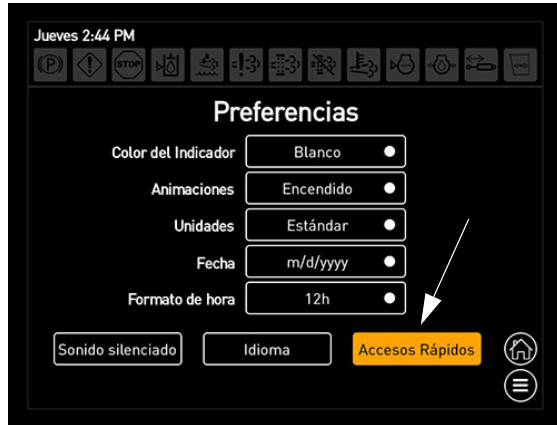 Jueves 2:44 PM
STOP
Preferencias
Color del Indicador Blanco
Animaciones Encendido
Unidades Estándar
Fecha m/d/yyyy
Formato de hora 12h
Sonido silenciado Idioma Accesos Rápidos